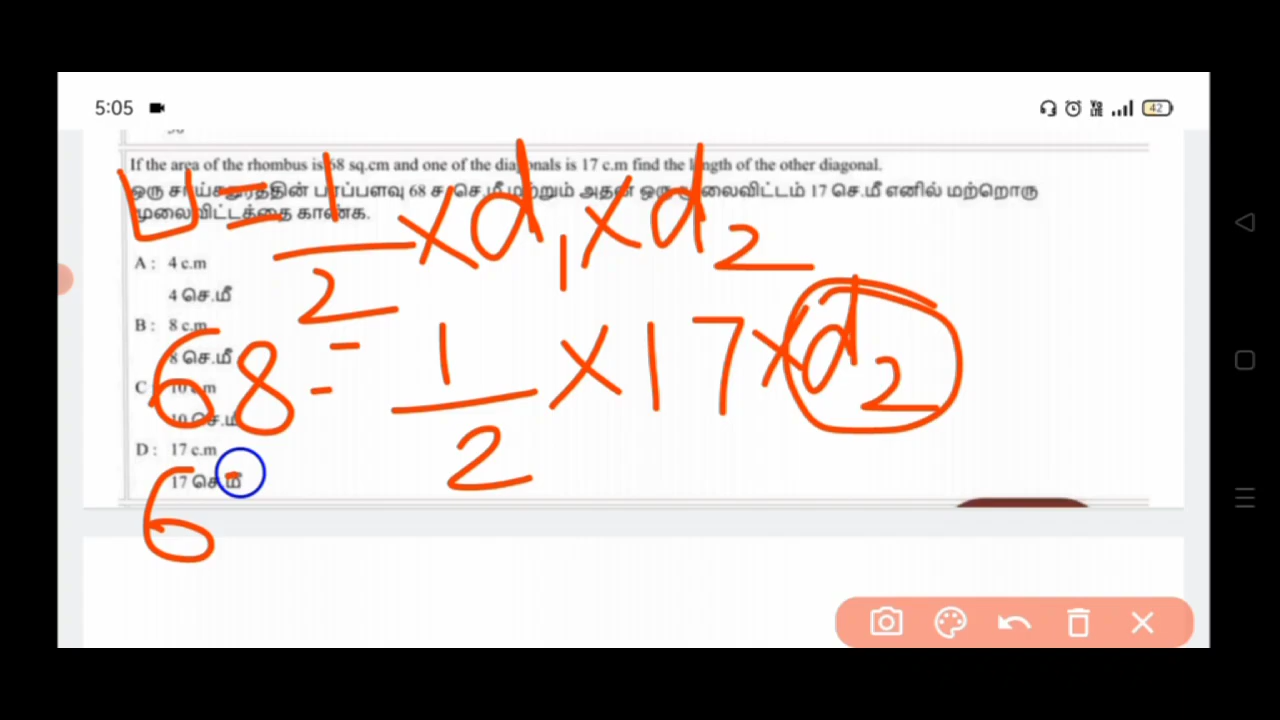 5:05
42
If the area of the rhombus is 68 sq.cm and one of the diagonals is 17 c.m find the length of the other diagonal.
ஒரு சாய்சதுரத்தின் பரப்பளவு 68 ச.செ.மீ மற்றும் அதன் ஒரு மூலைவிட்டம் 17 செ.மீ எனில் மற்றொரு
மூலைவிட்டத்தை காண்க.
ப = 1/2 × d1 × d2
A : 4 c.m
4 செ.மீ
B : 8 c.m
8 செ.மீ
68 = 1/2 × 17 × d2
C 10 c.m
10 செ.மீ
D : 17 c.m
17 செ.மீ
6